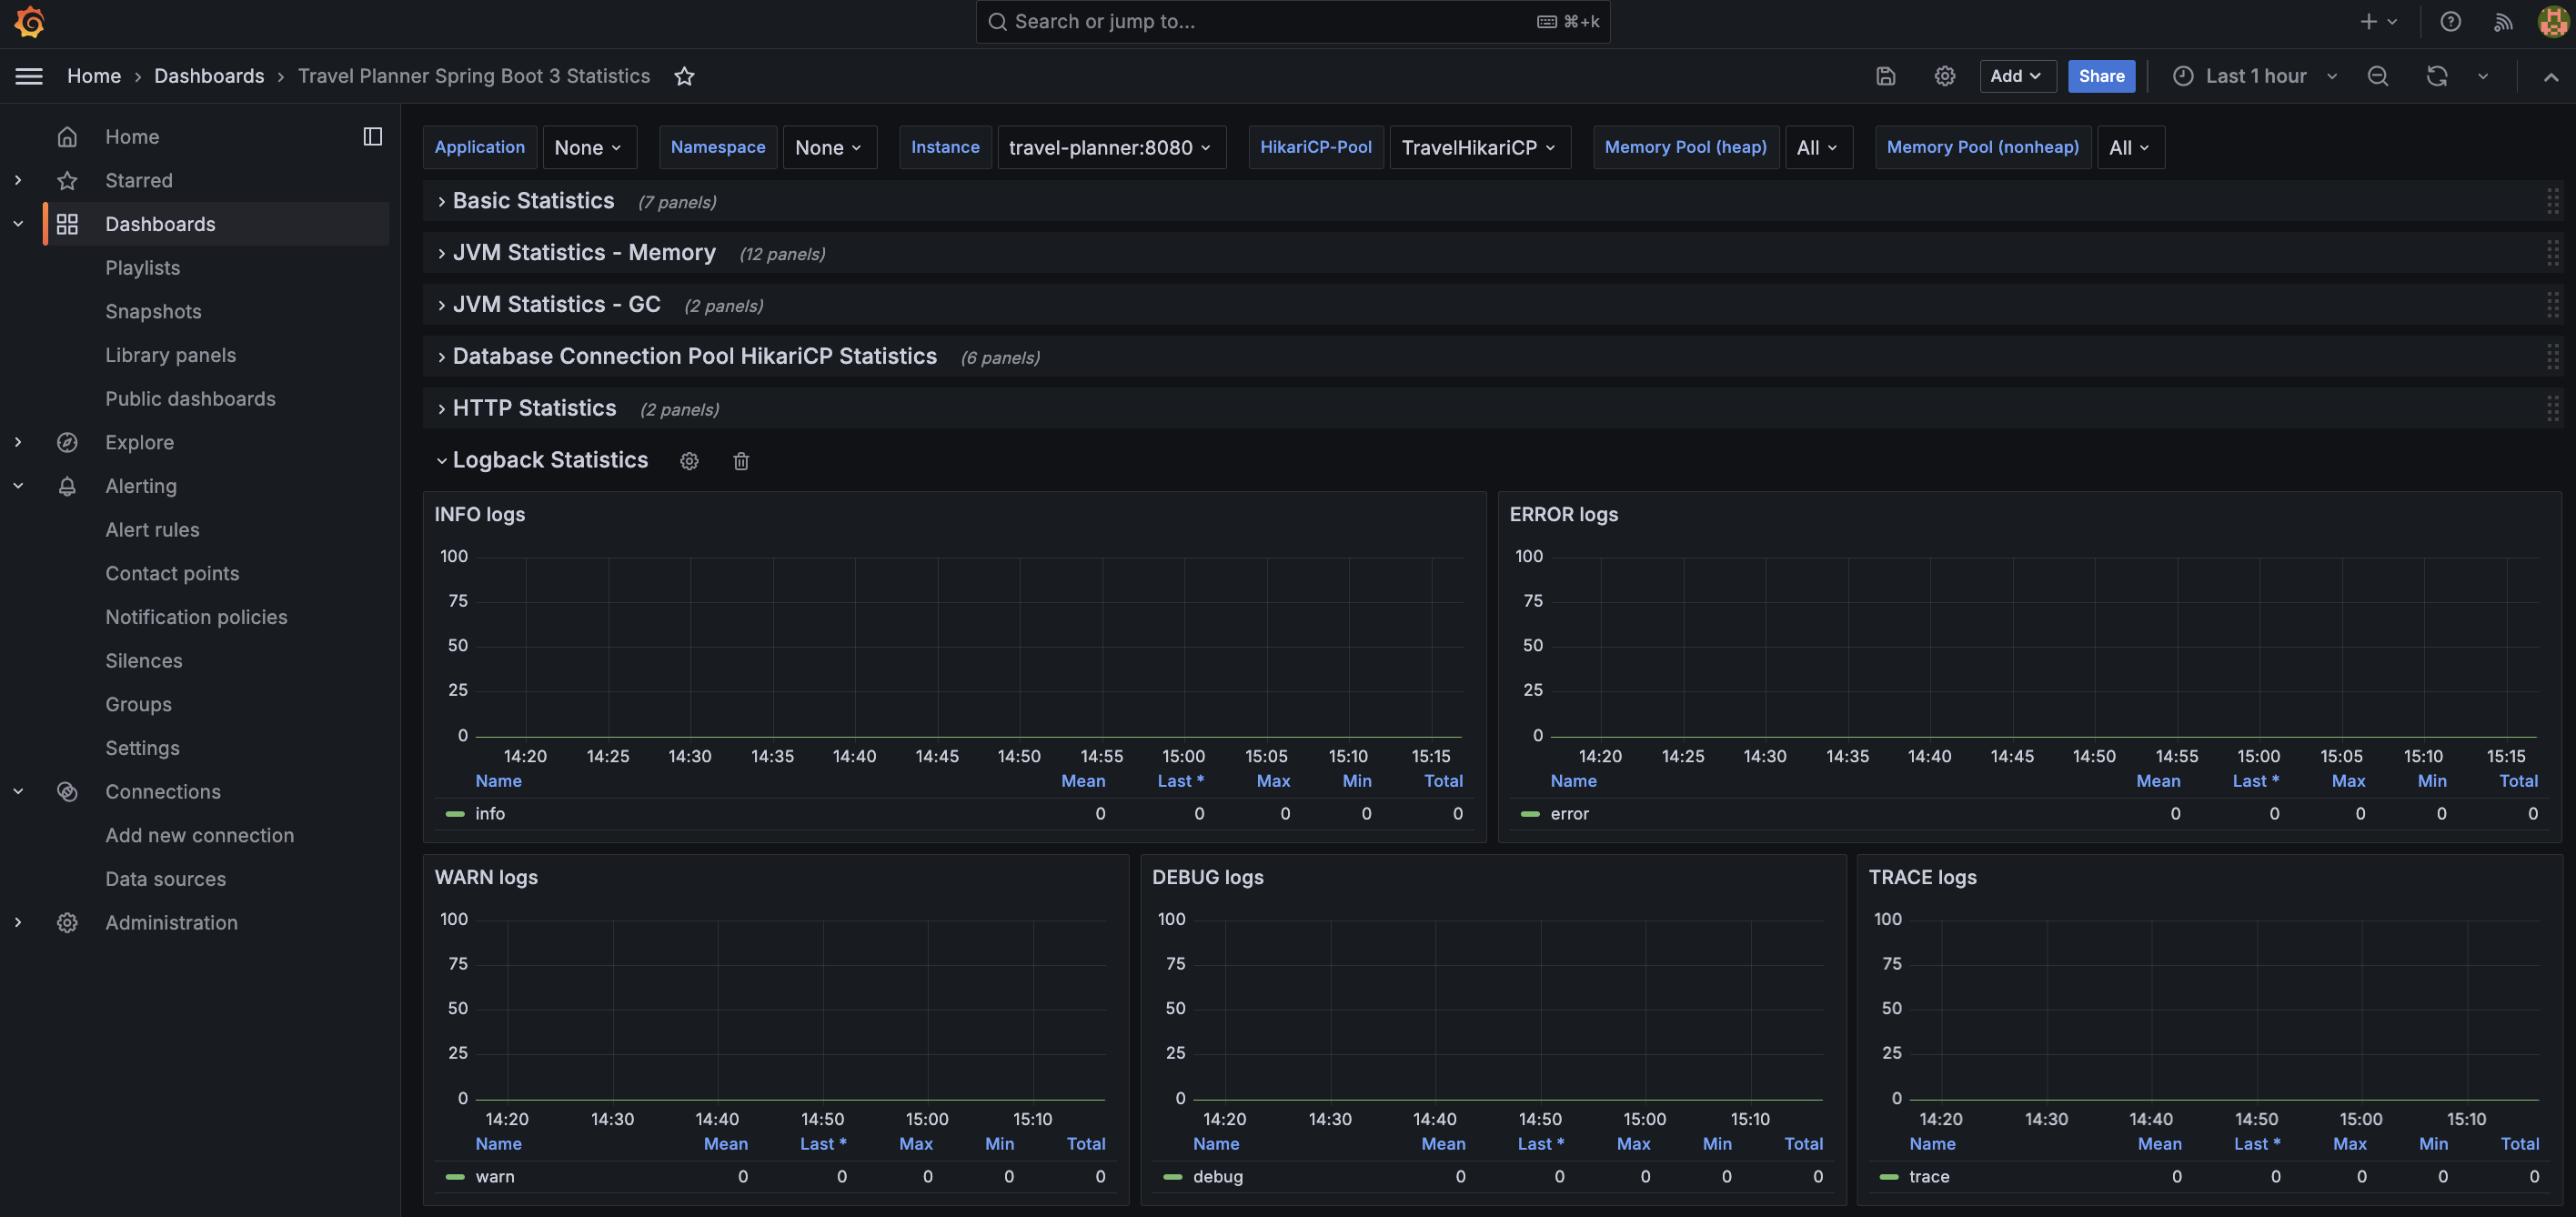 Search or jump to...
⌘+k
Home › Dashboards › Travel Planner Spring Boot 3 Statistics
Add
Share
Last 1 hour
Home
Starred
Dashboards
Playlists
Snapshots
Library panels
Public dashboards
Explore
Alerting
Alert rules
Contact points
Notification policies
Silences
Groups
Settings
Connections
Add new connection
Data sources
Administration
Application None Namespace None Instance travel-planner:8080 HikariCP-Pool TravelHikariCP Memory Pool (heap) All Memory Pool (nonheap) All
Basic Statistics (7 panels)
JVM Statistics - Memory (12 panels)
JVM Statistics - GC (2 panels)
Database Connection Pool HikariCP Statistics (6 panels)
HTTP Statistics (2 panels)
Logback Statistics
INFO logs
100
75
50
25
0
14:20 14:25 14:30 14:35 14:40 14:45 14:50 14:55 15:00 15:05 15:10 15:15
Name Mean Last * Max Min Total
info 0 0 0 0 0
ERROR logs
100
75
50
25
0
14:20 14:25 14:30 14:35 14:40 14:45 14:50 14:55 15:00 15:05 15:10 15:15
Name Mean Last * Max Min Total
error 0 0 0 0 0
WARN logs
100
75
50
25
0
14:20 14:30 14:40 14:50 15:00 15:10
Name Mean Last * Max Min Total
warn 0 0 0 0 0
DEBUG logs
100
75
50
25
0
14:20 14:30 14:40 14:50 15:00 15:10
Name Mean Last * Max Min Total
debug 0 0 0 0 0
TRACE logs
100
75
50
25
0
14:20 14:30 14:40 14:50 15:00 15:10
Name Mean Last * Max Min Total
trace 0 0 0 0 0